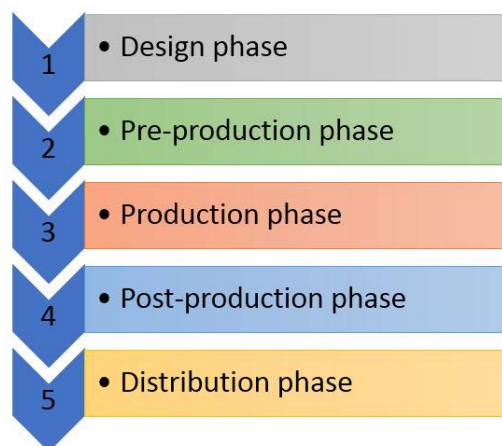 1 • Design phase
2 • Pre-production phase
3 • Production phase
4 • Post-production phase
5 • Distribution phase